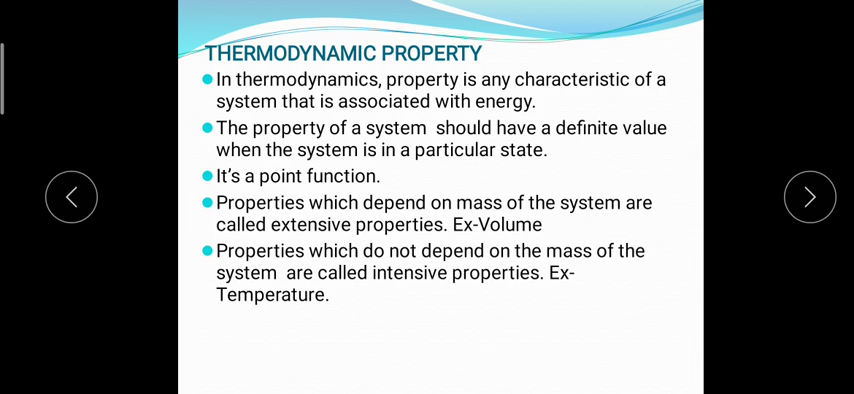 THERMODYNAMIC PROPERTY
In thermodynamics, property is any characteristic of a
system that is associated with energy.
The property of a system  should have a definite value
when the system is in a particular state.
It's a point function.
Properties which depend on mass of the system are
called extensive properties. Ex-Volume
Properties which do not depend on the mass of the
system  are called intensive properties. Ex-
Temperature.